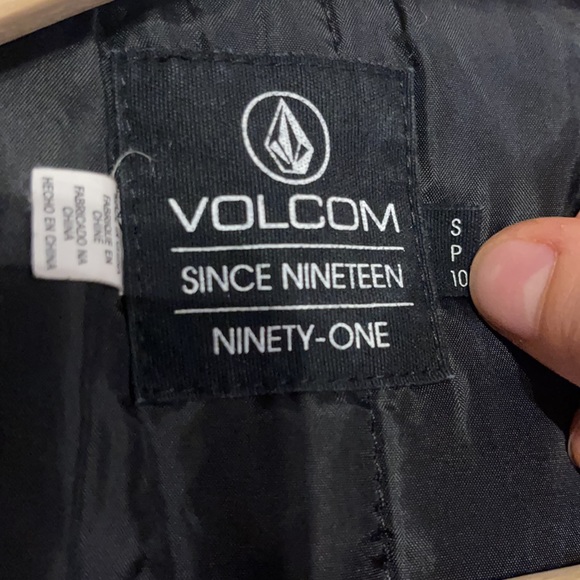 VOLCOM
SINCE NINETEEN
NINETY-ONE
S
P
10
FABRIQUE EN
CHINE
FABRICADO NA
CHINA
HECHO EN CHINA